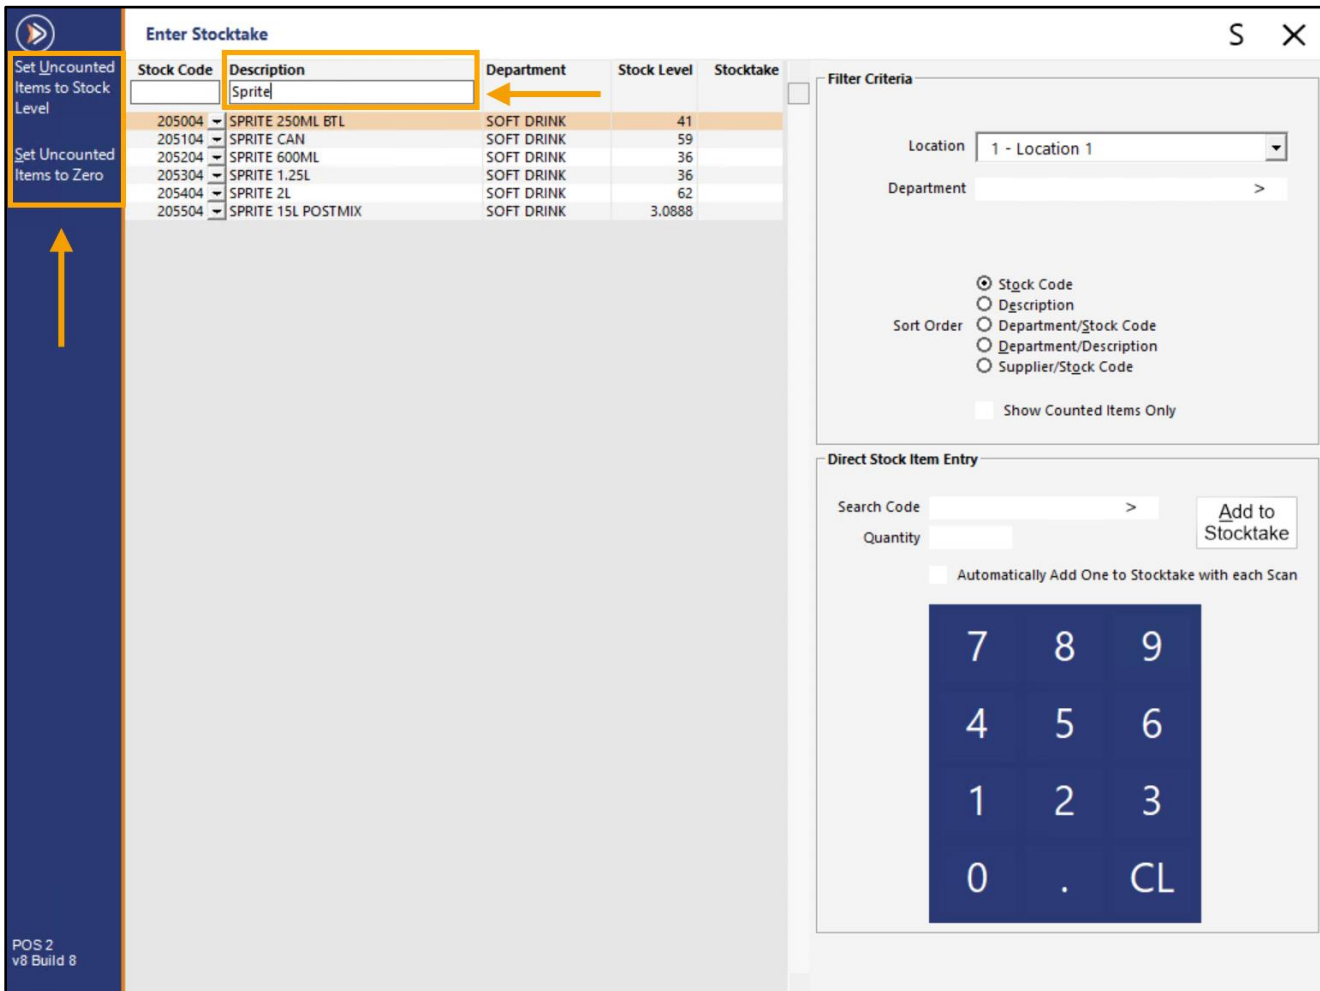 Enter Stocktake
S
Set Uncounted
Items to Stock
Level
Set Uncounted
Items to Zero
POS 2
v8 Build 8
Stock Code Description Department Stock Level Stocktake
Sprite
205004 SPRITE 250ML BTL SOFT DRINK 41
205104 SPRITE CAN SOFT DRINK 59
205204 SPRITE 600ML SOFT DRINK 36
205304 SPRITE 1.25L SOFT DRINK 36
205404 SPRITE 2L SOFT DRINK 62
205504 SPRITE 15L POSTMIX SOFT DRINK 3.0888
Filter Criteria
Location 1 - Location 1
Department >
Stock Code
Description
Sort Order Department/Stock Code
Department/Description
Supplier/Stock Code
Show Counted Items Only
Direct Stock Item Entry
Search Code >
Quantity
Add to
Stocktake
Automatically Add One to Stocktake with each Scan
7 8 9
4 5 6
1 2 3
0 . CL